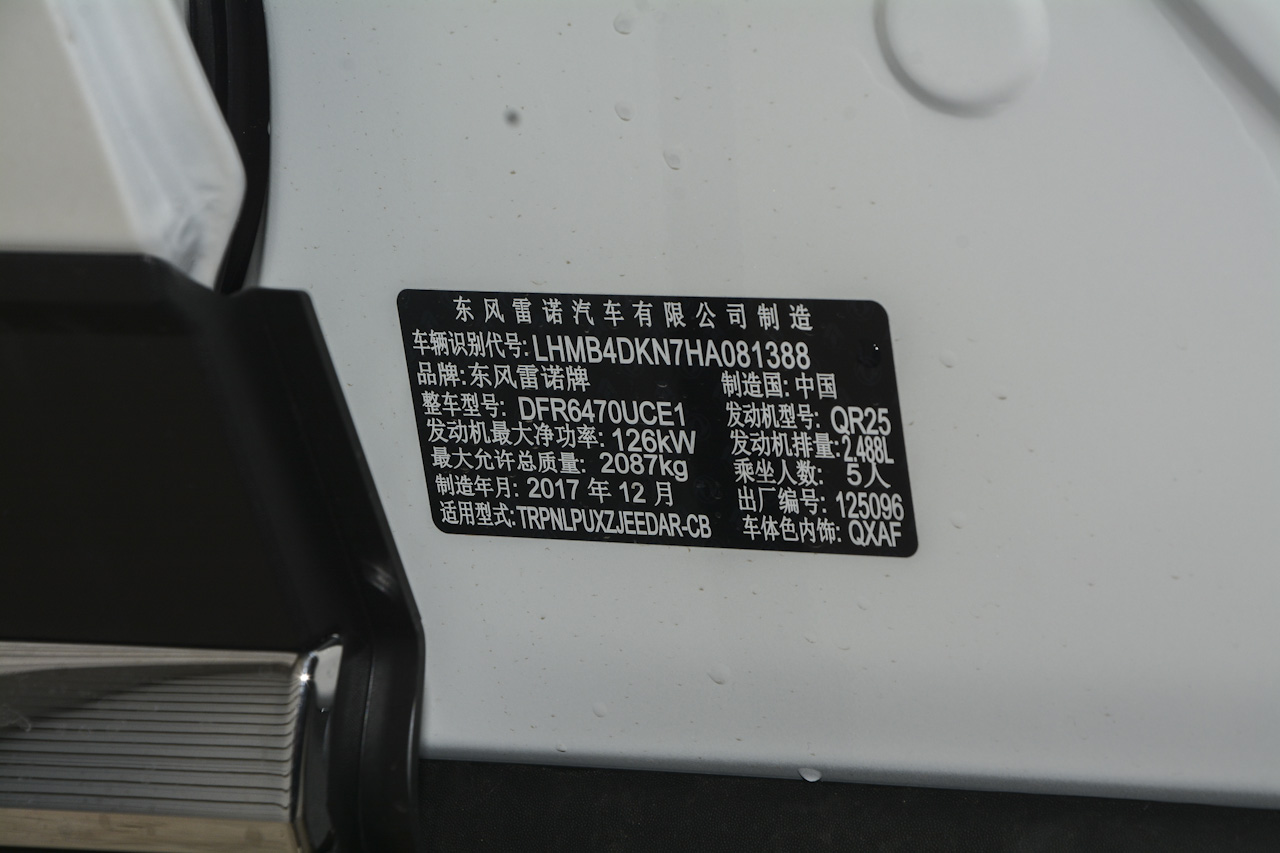 东风雷诺汽车有限公司制造
车辆识别代号: LHMB4DKN7HA081388
品牌: 东风雷诺牌 制造国: 中国
整车型号: DFR6470UCE1 发动机型号: QR25
发动机最大净功率: 126kW 发动机排量: 2.488L
最大允许总质量: 2087kg 乘坐人数: 5人
制造年月: 2017 年 12 月 出厂编号: 125096
适用型式: TRPNLPUXZJEEDAR-CB 车体色内饰: QXAF